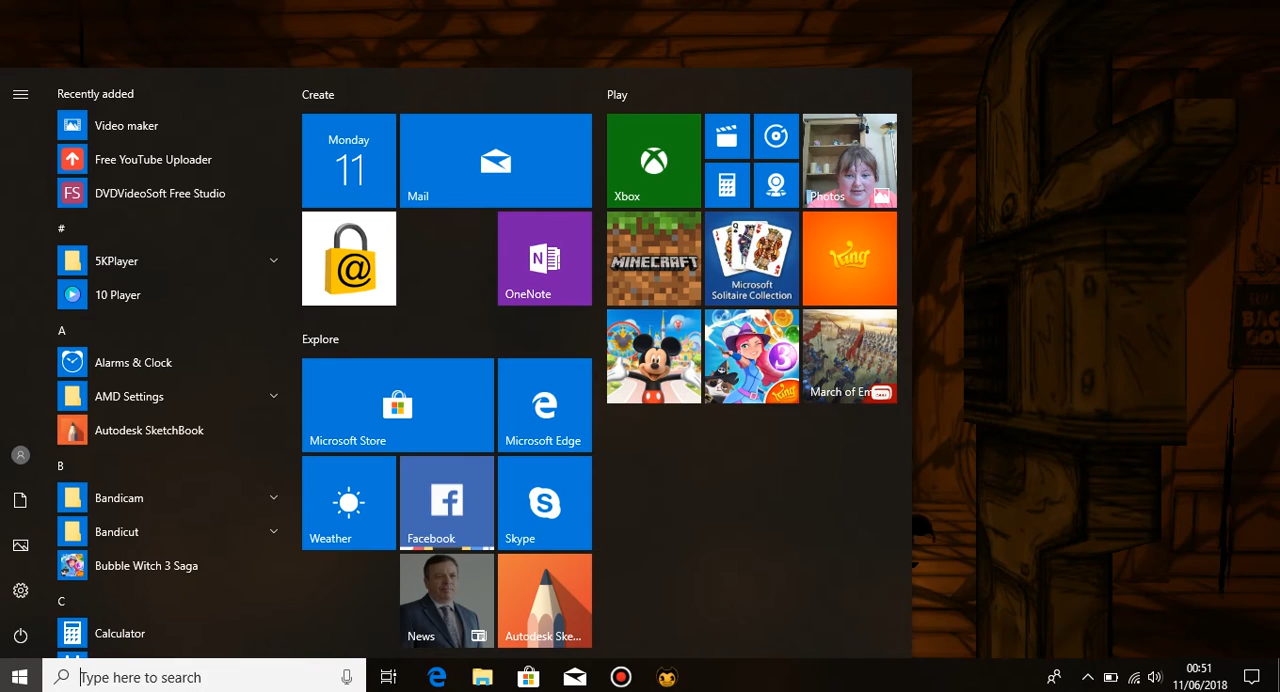 Recently added
Video maker
Free YouTube Uploader
FS DVDVideoSoft Free Studio
#
5KPlayer
10 Player
A
Alarms & Clock
AMD Settings
Autodesk SketchBook
B
Bandicam
Bandicut
Bubble Witch 3 Saga
C
Calculator
Create
Monday
11
Mail
@
N
OneNote
Explore
Microsoft Store
Microsoft Edge
Weather
Facebook
Skype
News
Autodesk Ske...
Play
Xbox
Photos
MINECRAFT
Microsoft
Solitaire Collection
King
3
King
March of Em
Type here to search
00:51
11/06/2018